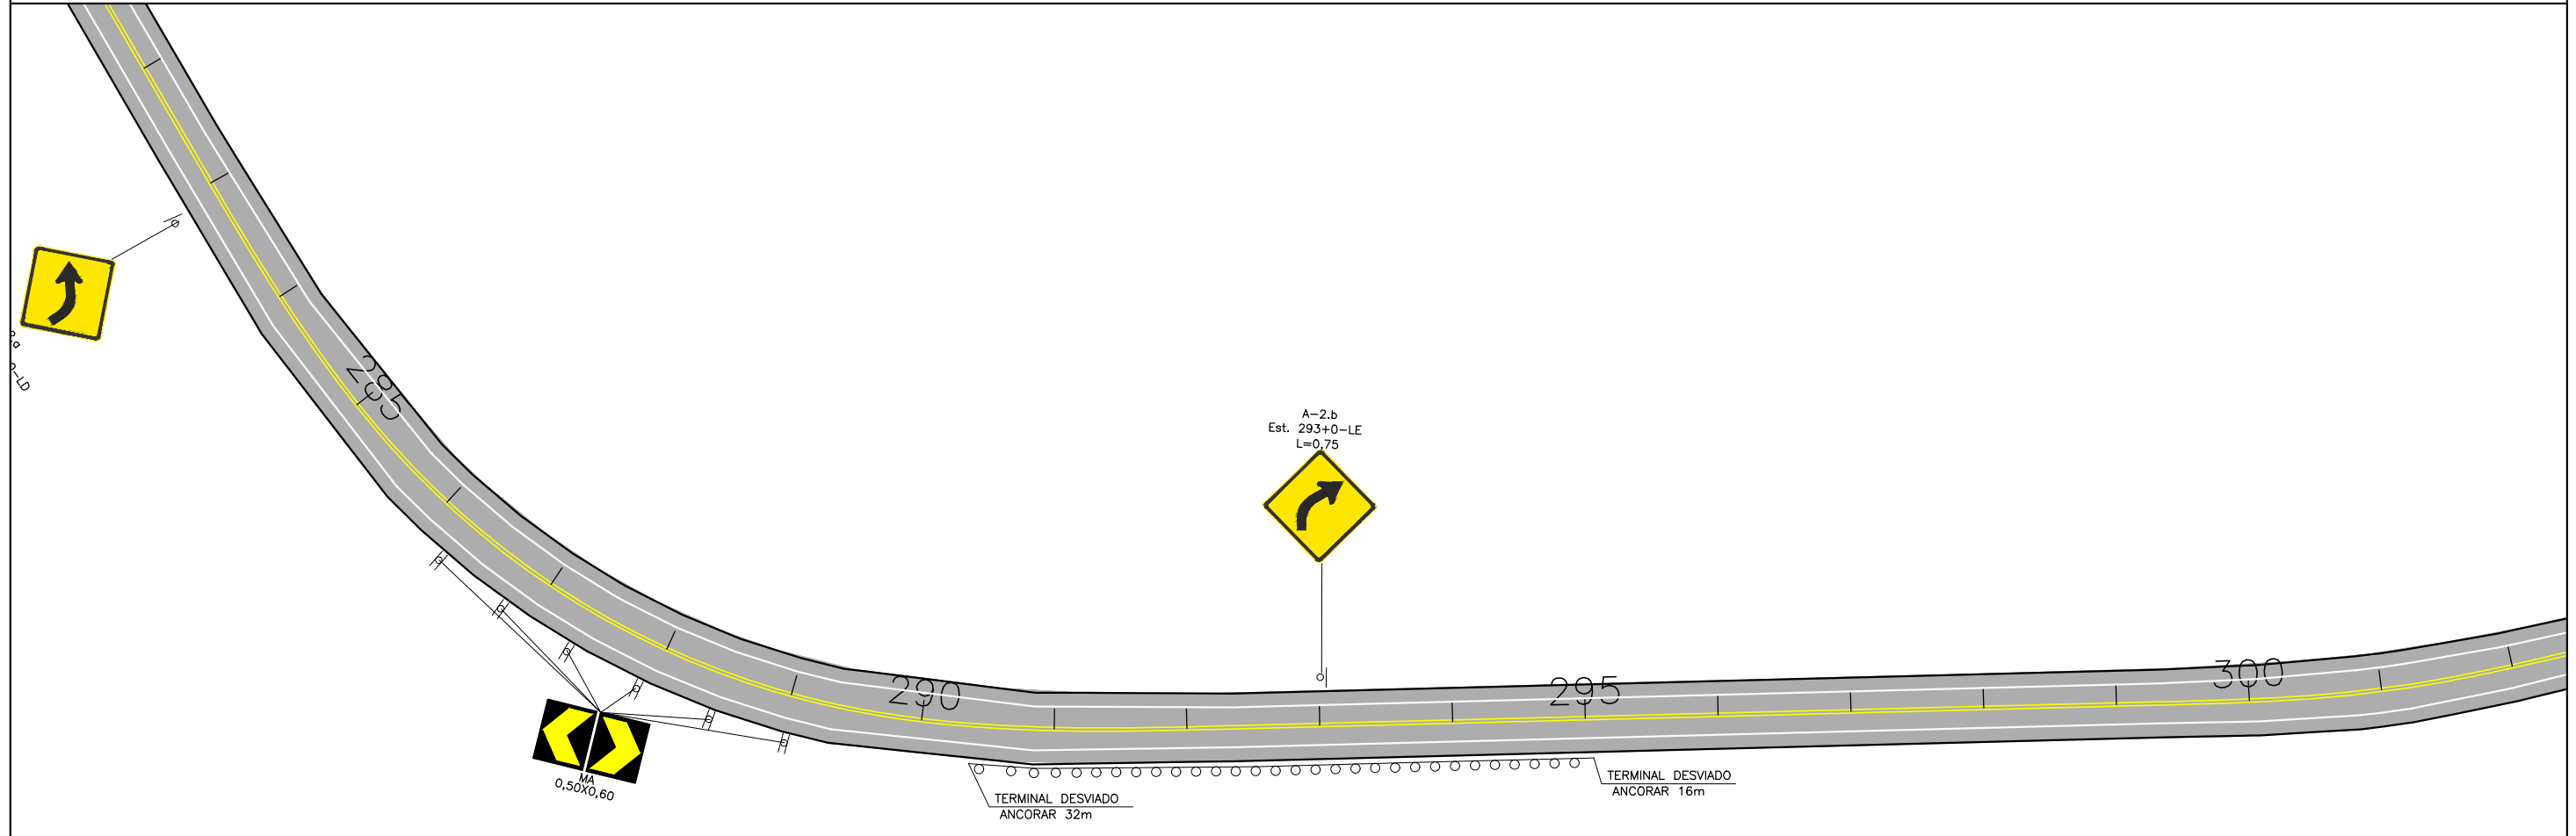 285
A-2.b
Est. 293+0-LE
L=0,75
290
295
300
MA
0,50X0,60
TERMINAL DESVIADO
ANCORAR 32m
TERMINAL DESVIADO
ANCORAR 16m
-LD